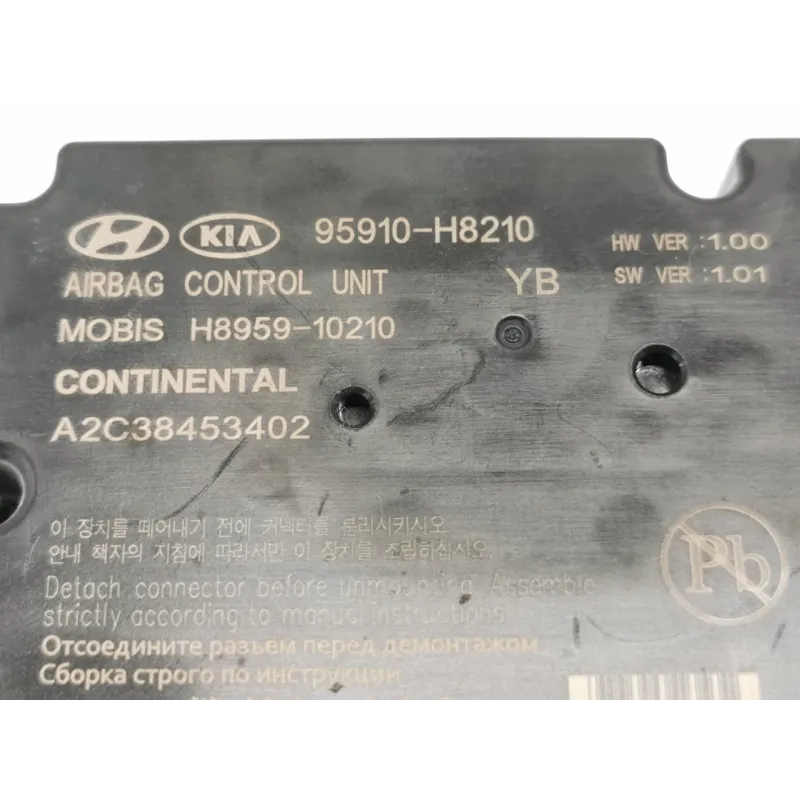 KIA 95910-H8210 HW VER :1.00
AIRBAG CONTROL UNIT YB SW VER :1.01
MOBIS H8959-10210
CONTINENTAL
A2C38453402
이 장치를 떼어내기 전에 커넥터를 분리시키시오.
안내 책자의 지침에 따라서만 이 장치를 조립하십시오.
Detach connector before unmounting. Assemble
strictly according to manuel instructions
Pb
Отсоедините разъем перед демонтажом
Сборка строго по инструкции